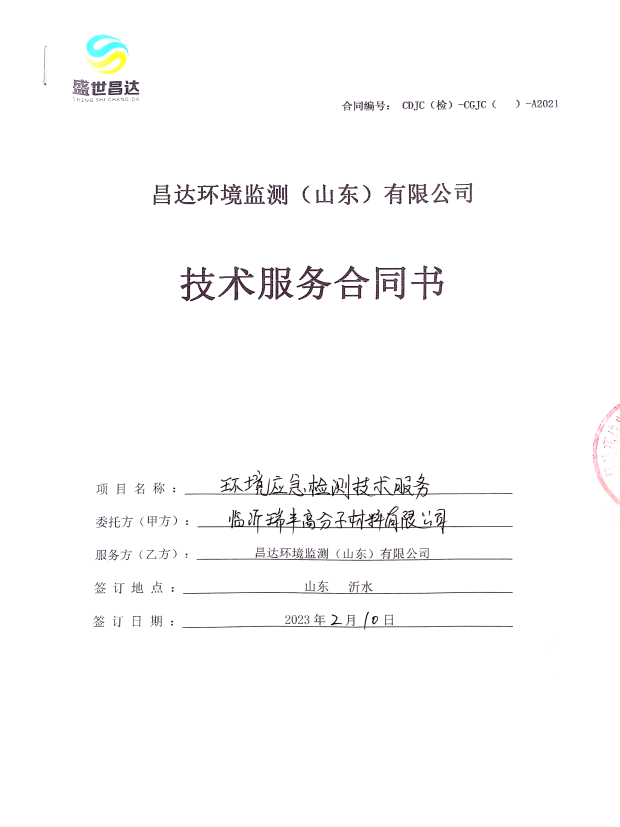 盛世昌达
THING SHI CHANG DA
合同编号: CDJC（检）-CGJC（ ）-A2021
昌达环境监测（山东）有限公司
技术服务合同书
项目名称：环境应急检测技术服务
委托方（甲方）：临沂锦丰高分子材料有限公司
服务方（乙方）：昌达环境监测（山东）有限公司
签订地点：山东 沂水
签订日期：2023年2月10日